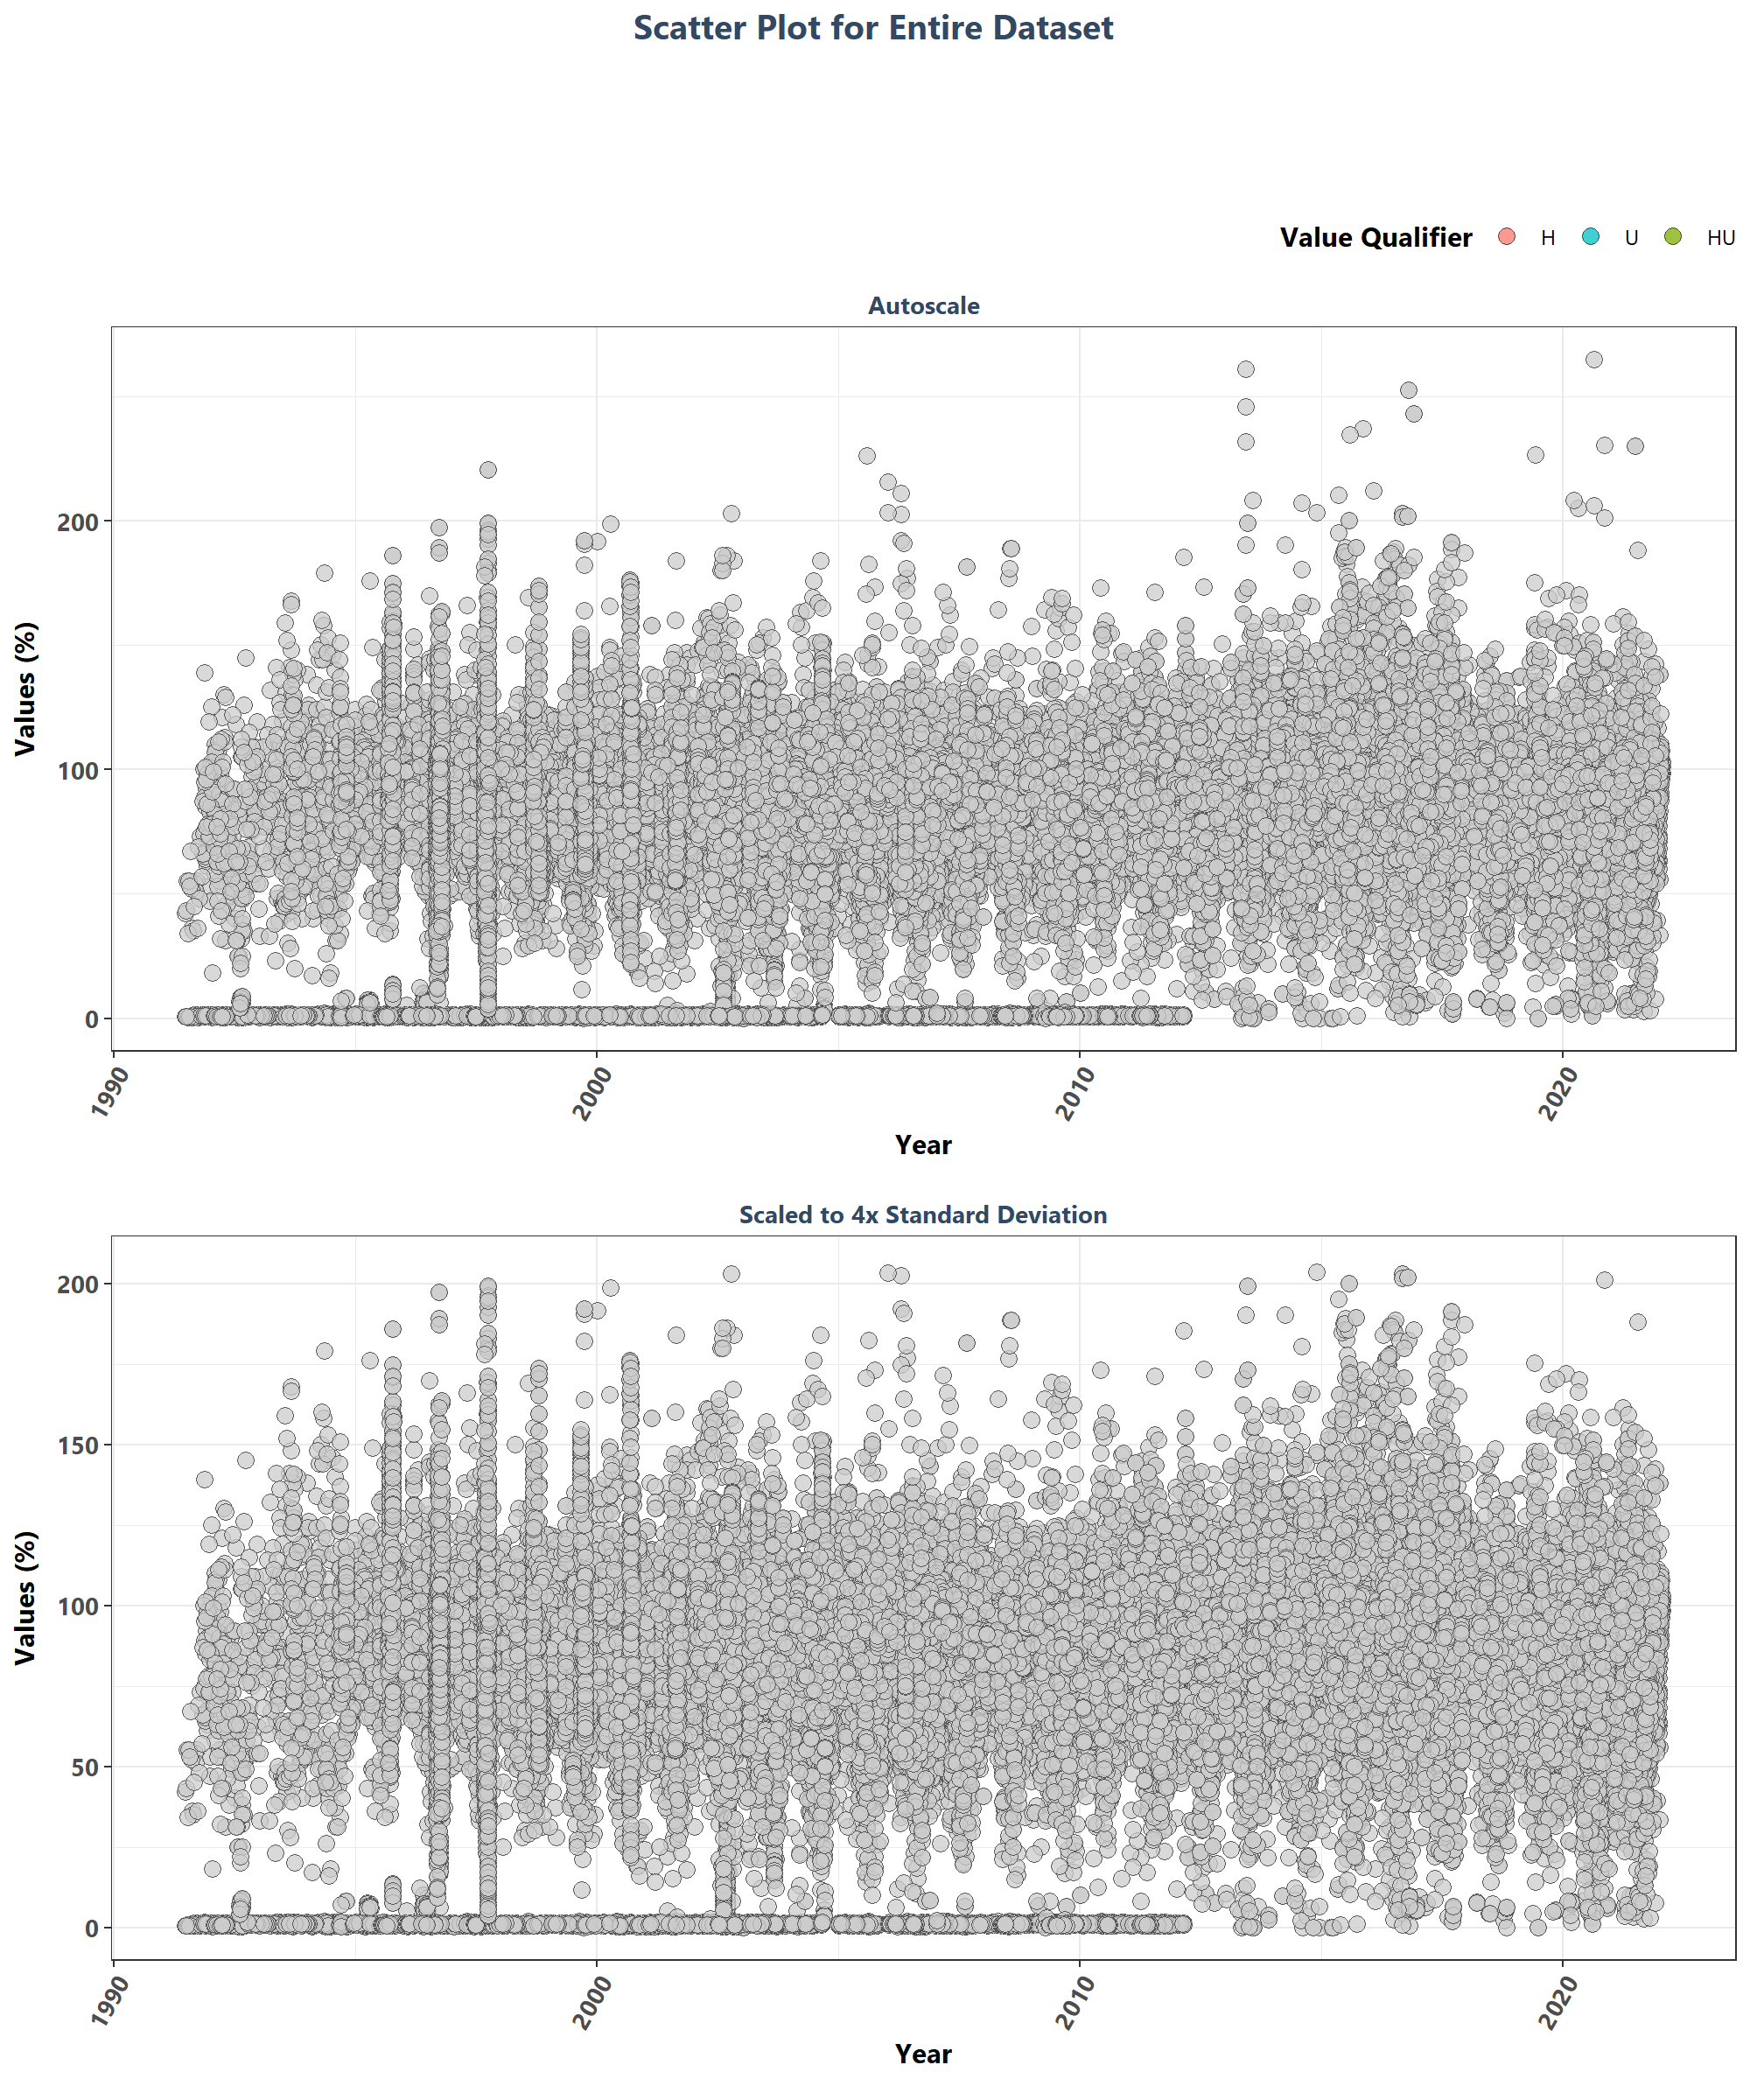 Scatter Plot for Entire Dataset
Value Qualifier H U HU
Autoscale
Values (%)
200
100
0
1990 2000 2010 2020
Year
Scaled to 4x Standard Deviation
Values (%)
200
150
100
50
0
1990 2000 2010 2020
Year